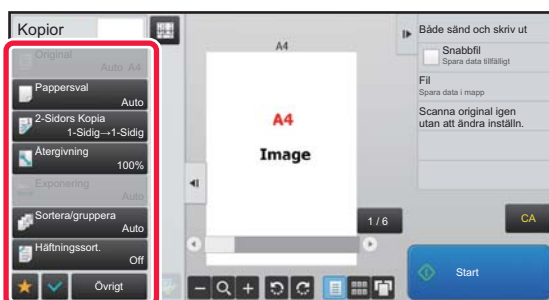 Kopior
Original
Auto A4
Pappersval
Auto
2-Sidors Kopia
1-Sidig→1-Sidig
Återgivning
100%
Exponering
Auto
Sortera/gruppera
Auto
Häftningssort.
Off
Övrigt
A4
A4
Image
1 / 6
Både sänd och skriv ut
Snabbfil
Spara data tillfälligt
Fil
Spara data i mapp
Scanna original igen
utan att ändra inställn.
CA
Start